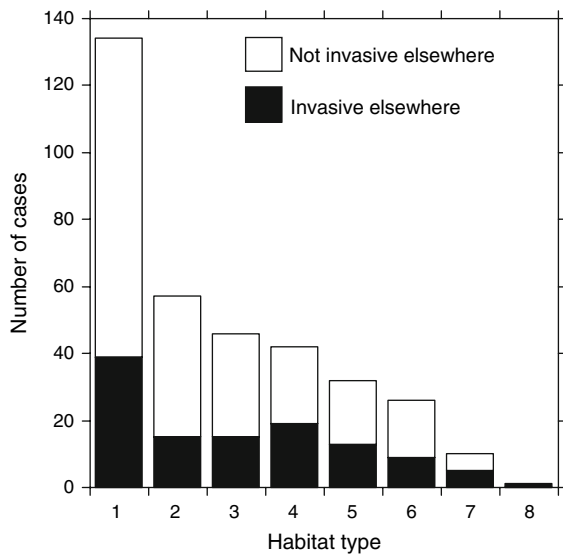 140
120
100
80
60
40
20
0
Number of cases
Not invasive elsewhere
Invasive elsewhere
1 2 3 4 5 6 7 8
Habitat type